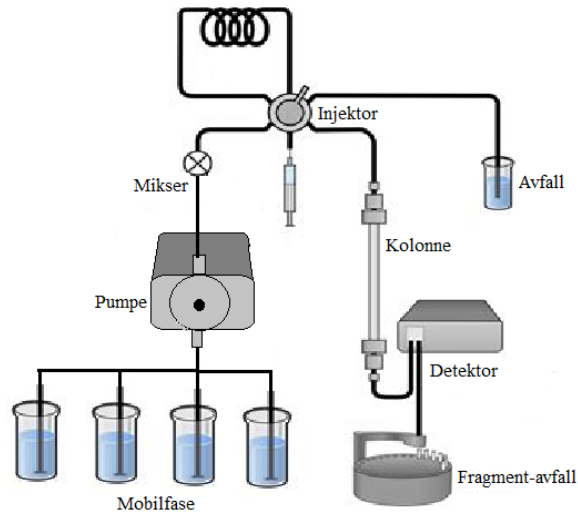 Injektor
Mikser
Avfall
Kolonne
Pumpe
Detektor
Fragment-avfall
Mobilfase